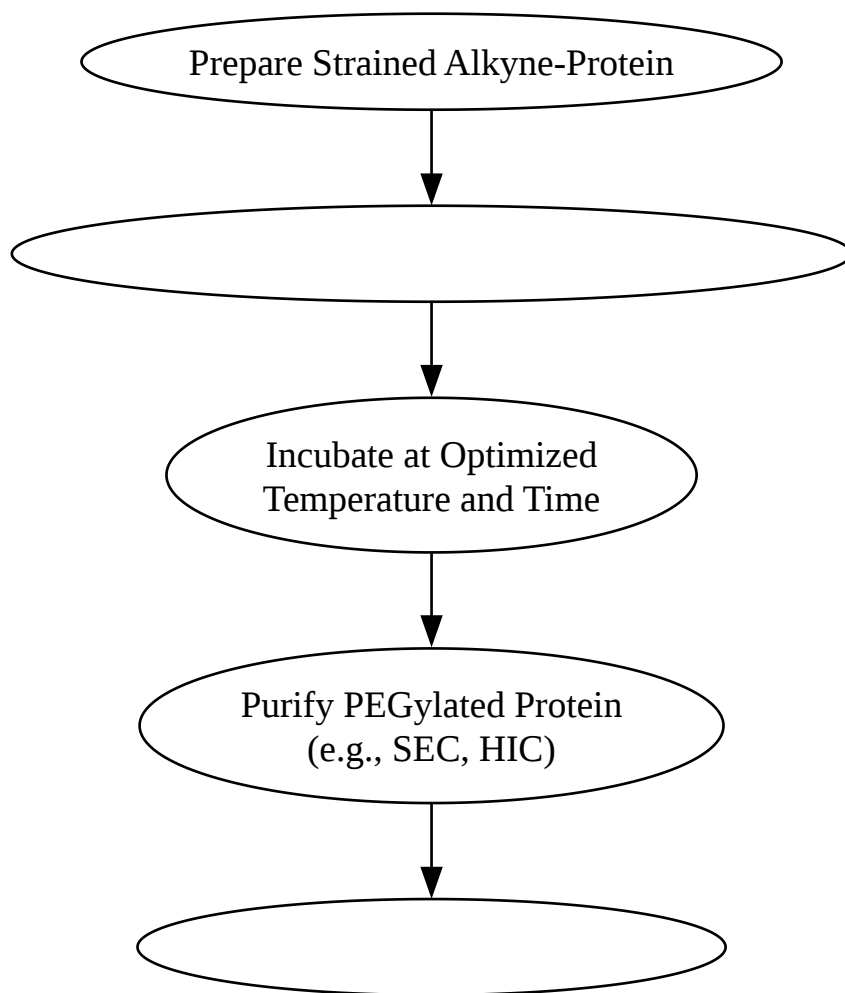 Prepare Strained Alkyne-Protein
Incubate at Optimized
Temperature and Time
Purify PEGylated Protein
(e.g., SEC, HIC)